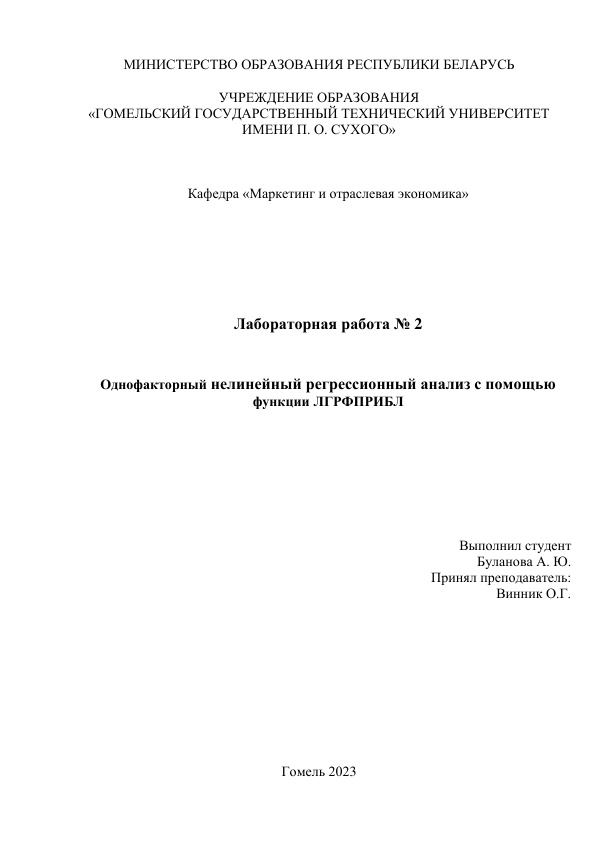 МИНИСТЕРСТВО ОБРАЗОВАНИЯ РЕСПУБЛИКИ БЕЛАРУСЬ
УЧРЕЖДЕНИЕ ОБРАЗОВАНИЯ
«ГОМЕЛЬСКИЙ ГОСУДАРСТВЕННЫЙ ТЕХНИЧЕСКИЙ УНИВЕРСИТЕТ
ИМЕНИ П. О. СУХОГО»
Кафедра «Маркетинг и отраслевая экономика»
Лабораторная работа № 2
Однофакторный нелинейный регрессионный анализ с помощью
функции ЛГРФПРИБЛ
Выполнил студент
Буланова А. Ю.
Принял преподаватель:
Винник О.Г.
Гомель 2023